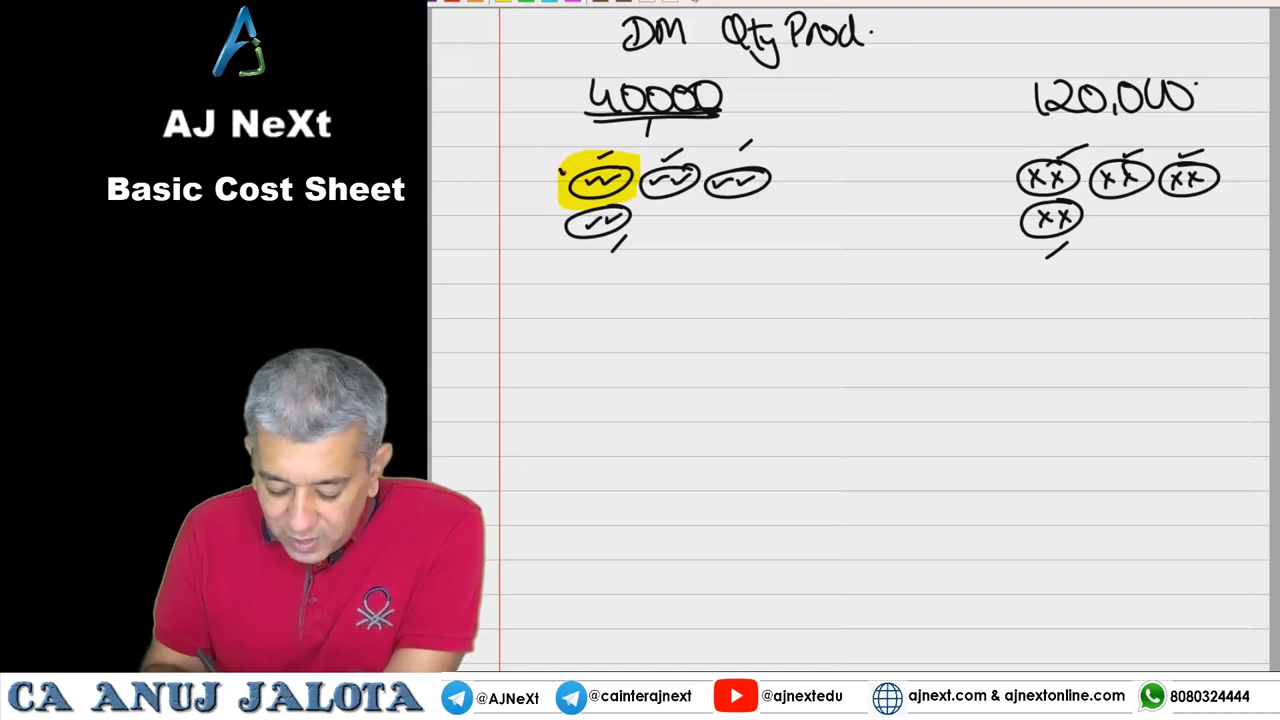 AJ
AJ NeXt
Basic Cost Sheet
DM Qty Prod.
40000
120,000
CA ANUJ JALOTA
@AJNeXt
@cainterajnext
@ajnextedu
ajnext.com & ajnextonline.com
8080324444